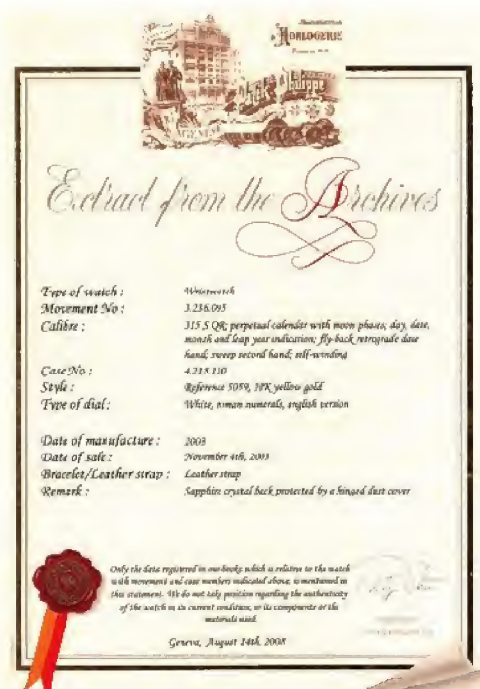 HORLOGERIE
Philippe
GENEVE
Extract from the Archives
Type of watch : Wristwatch
Movement No : 3.236.095
Calibre : 315 S QR; perpetual calendar with moon phases; day, date,
month and leap year indication; fly-back retrograde date
hand; sweep second hand; self-winding
Case No : 4.218.110
Style : Reference 5059, 18K yellow gold
Type of dial : White, roman numerals, english version
Date of manufacture : 2003
Date of sale : November 4th, 2003
Bracelet/Leather strap : Leather strap
Remark : Sapphire crystal back protected by a hinged dust cover
Only the data registered in our books which is relative to the watch
with movement and case numbers indicated above, is mentioned in
this statement. We do not take position regarding the authenticity
of the watch in its current condition, or its components or the
materials used.
Geneva, August 14th, 2008